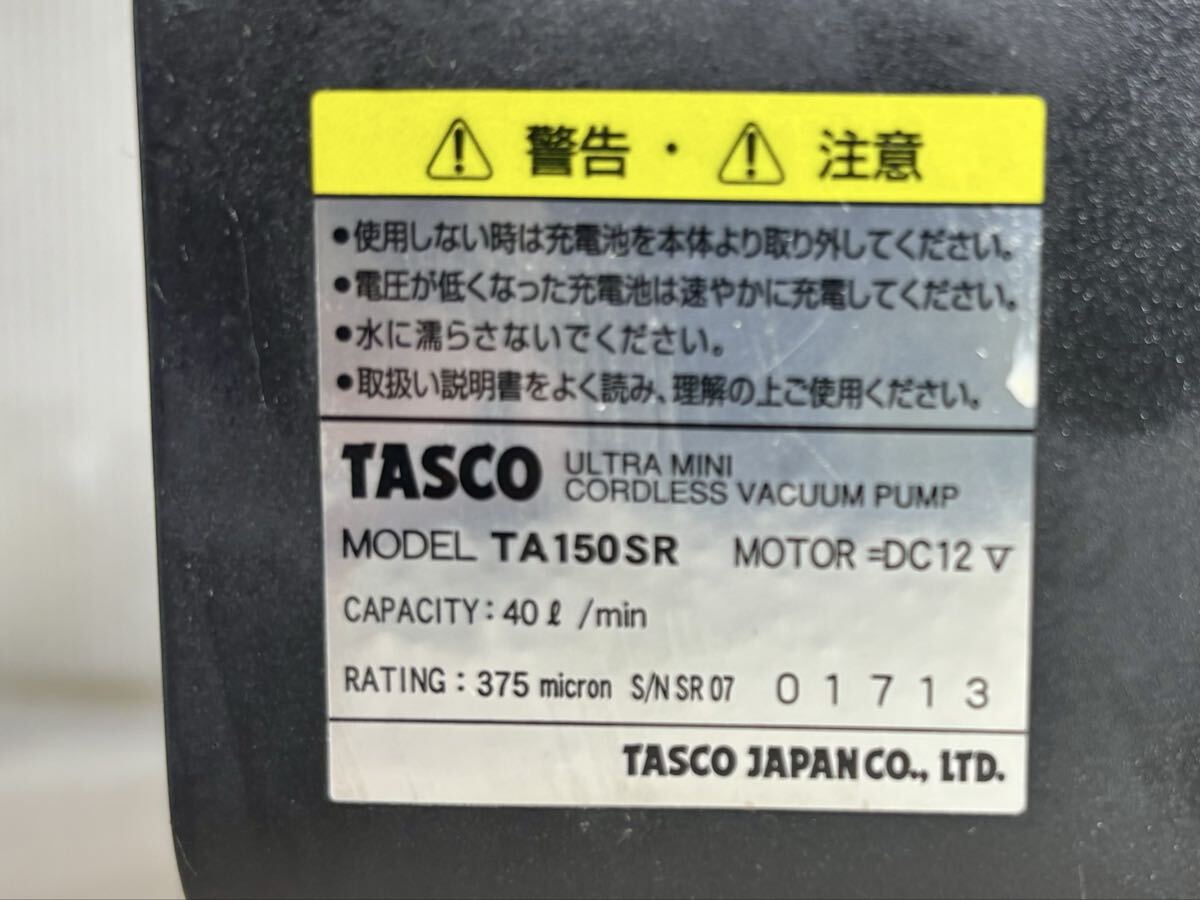 ⚠ 警告・⚠ 注意
●使用しない時は充電池を本体より取り外してください。
●電圧が低くなった充電池は速やかに充電してください。
●水に濡らさないでください。
●取扱い説明書をよく読み、理解の上ご使用ください。
TASCO ULTRA MINI
CORDLESS VACUUM PUMP
MODEL TA150SR MOTOR=DC12V
CAPACITY:40ℓ/min
RATING:375 micron S/N SR07 01713
TASCO JAPAN CO., LTD.